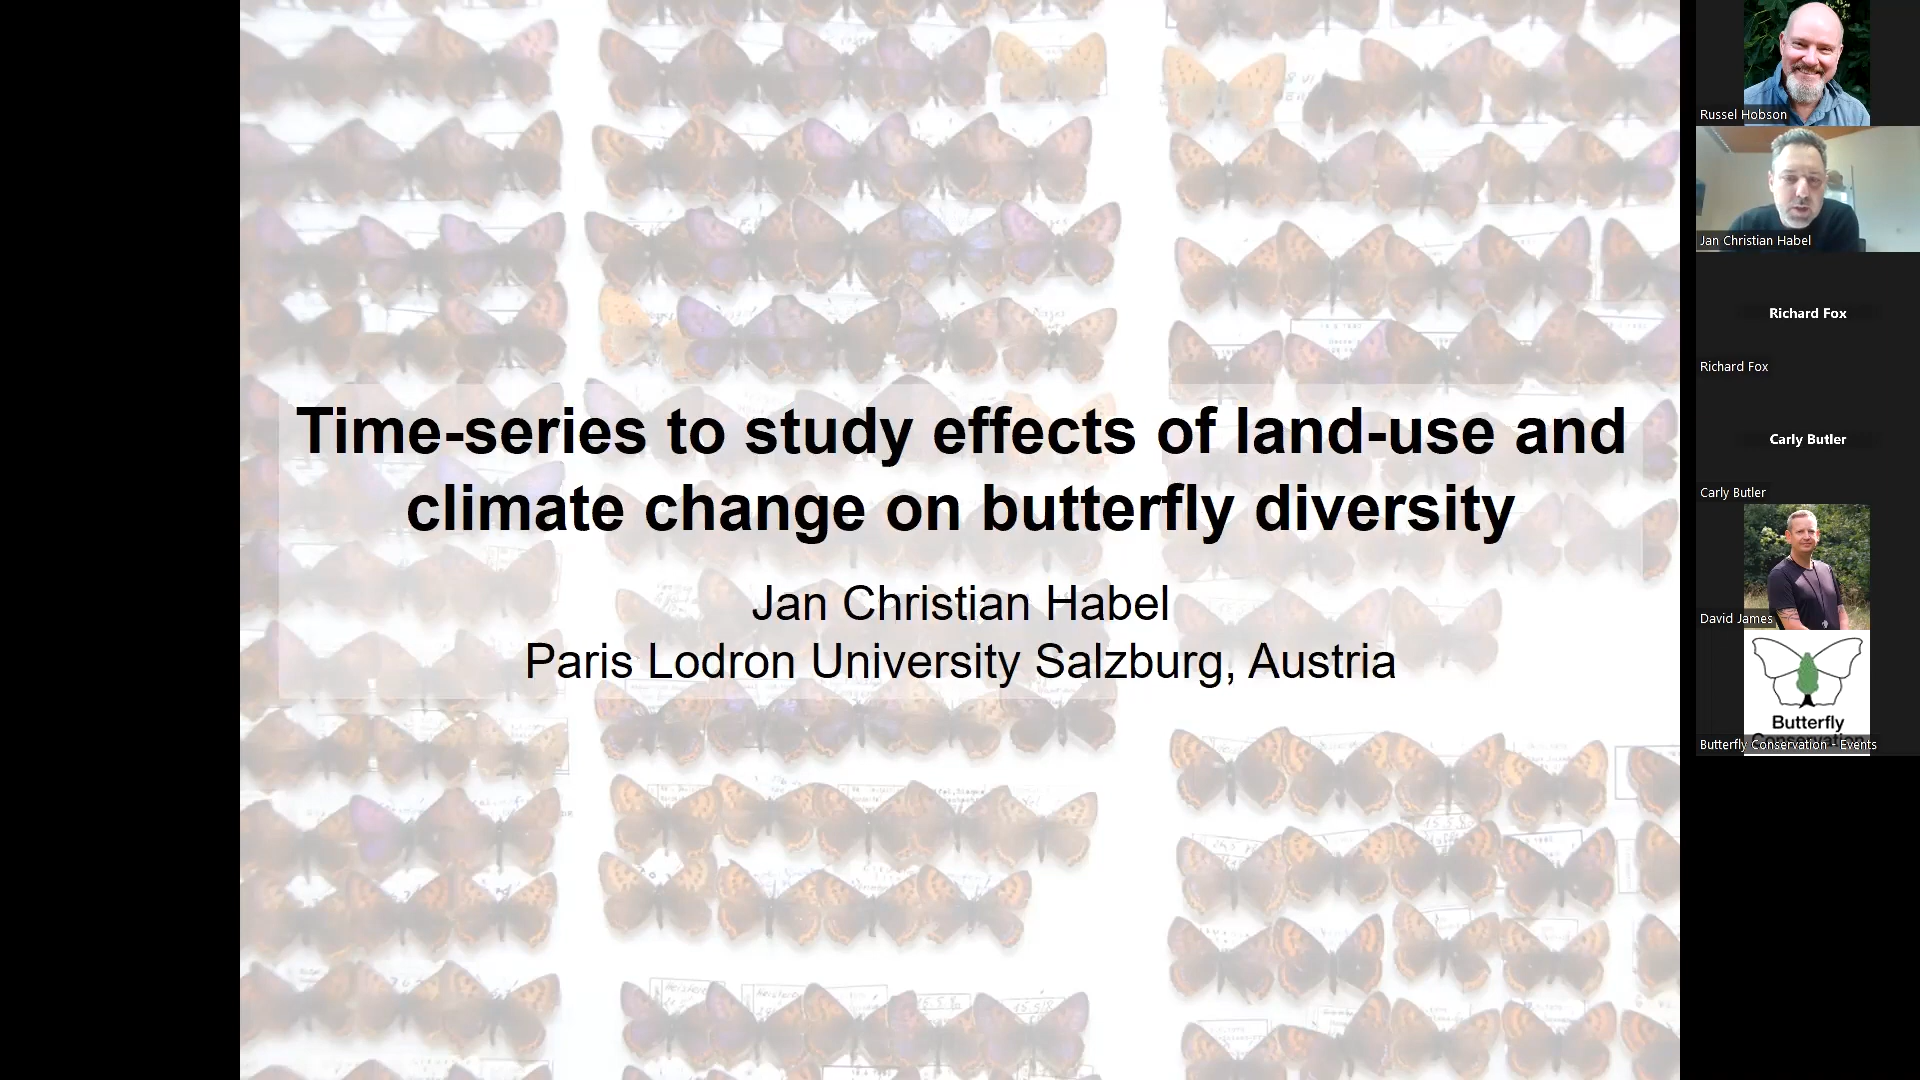 Time-series to study effects of land-use and
climate change on butterfly diversity
Jan Christian Habel
Paris Lodron University Salzburg, Austria
Russel Hobson
Jan Christian Habel
Richard Fox
Richard Fox
Carly Butler
Carly Butler
David James
Butterfly
Conservation
Butterfly Conservation - Events